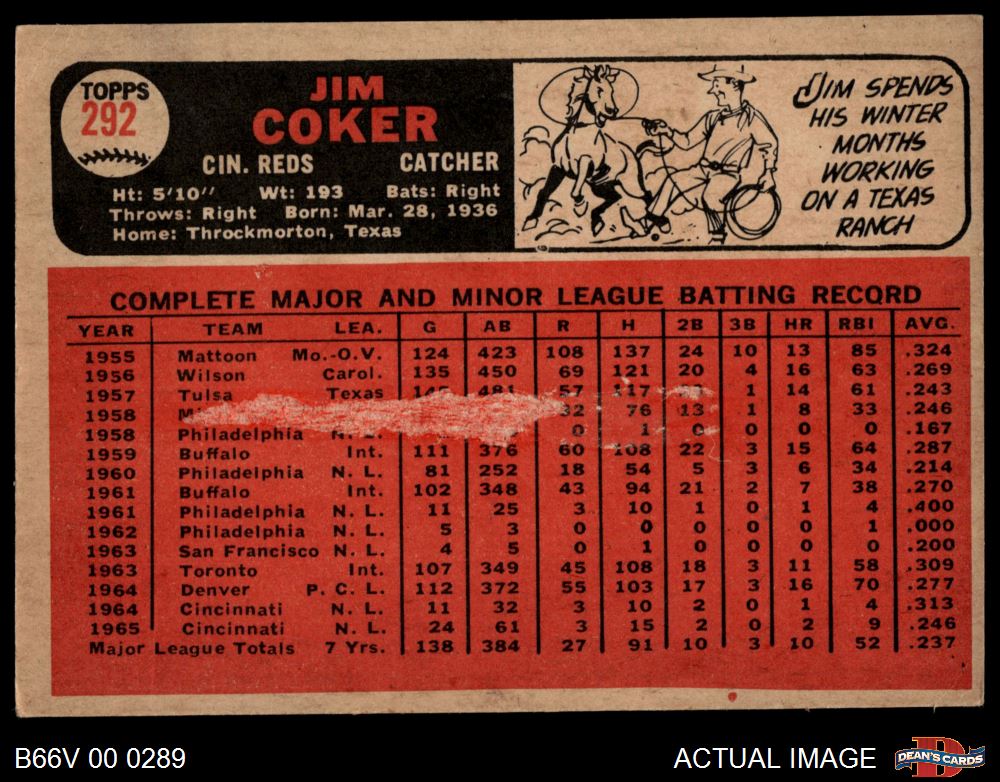 TOPPS
292
JIM
COKER
CIN. REDS CATCHER
Ht: 5'10" Wt: 193 Bats: Right
Throws: Right Born: Mar. 28, 1936
Home: Throckmorton, Texas
JIM SPENDS
HIS WINTER
MONTHS
WORKING
ON A TEXAS
RANCH
COMPLETE MAJOR AND MINOR LEAGUE BATTING RECORD
YEAR TEAM LEA. G AB R H 2B 3B HR RBI AVG.
1955 Mattoon Mo.-O.V. 124 423 108 137 24 10 13 85 .324
1956 Wilson Carol. 135 450 69 121 20 4 16 63 .269
1957 Tulsa Texas 481 57 117 1 14 61 .243
1958 32 76 13 1 8 33 .246
1958 Philadelphia N. L. 0 1 0 0 0 0 .167
1959 Buffalo Int. 111 376 60 108 22 3 15 64 .287
1960 Philadelphia N. L. 81 252 18 54 5 3 6 34 .214
1961 Buffalo Int. 102 348 43 94 21 2 7 38 .270
1961 Philadelphia N. L. 11 25 3 10 1 0 1 4 .400
1962 Philadelphia N. L. 5 3 0 0 0 0 0 1 .000
1963 San Francisco N. L. 4 5 0 1 0 0 0 0 .200
1963 Toronto Int. 107 349 45 108 18 3 11 58 .309
1964 Denver P. C. L. 112 372 55 103 17 3 16 70 .277
1964 Cincinnati N. L. 11 32 3 10 2 0 1 4 .313
1965 Cincinnati N. L. 24 61 3 15 2 0 2 9 .246
Major League Totals 7 Yrs. 138 384 27 91 10 3 10 52 .237
B66V 00 0289
ACTUAL IMAGE
DEAN'S CARDS